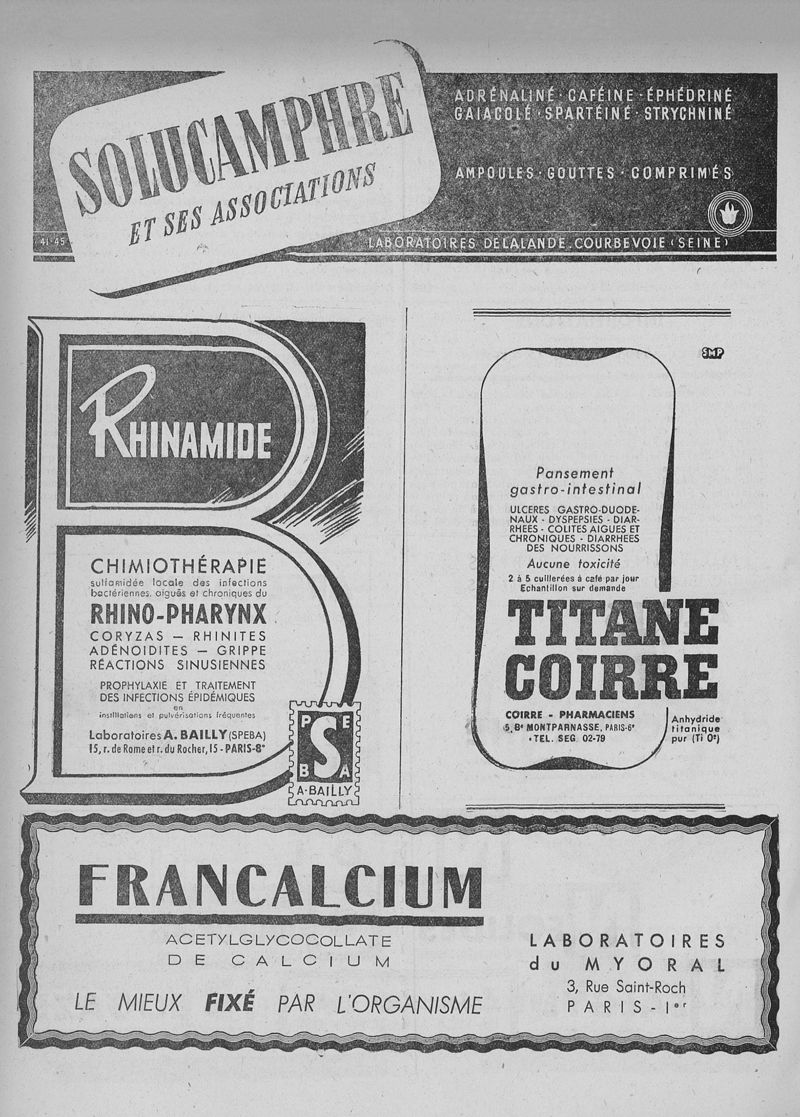 SOLUCAMPHRE
ET SES ASSOCIATIONS
ADRÉNALINÉ · CAFÉINE · ÉPHÉDRINÉ
GAIACOLÉ · SPARTÉINÉ · STRYCHNINÉ
AMPOULES · GOUTTES · COMPRIMÉS
41-45
LABORATOIRES DELALANDE. COURBEVOIE (SEINE)
RHINAMIDE
CHIMIOTHÉRAPIE
sulfamidée locale des infections
bactériennes, aiguës et chroniques du
RHINO-PHARYNX
CORYZAS — RHINITES
ADÉNOIDITES — GRIPPE
RÉACTIONS SINUSIENNES
PROPHYLAXIE ET TRAITEMENT
DES INFECTIONS ÉPIDÉMIQUES
en
instillations et pulvérisations fréquentes
Laboratoires A. BAILLY (SPEBA)
15, r. de Rome et r. du Rocher, 15 - PARIS-8e
P E
S
B A
A·BAILLY
SMP
Pansement
gastro-intestinal
ULCERES GASTRO-DUODE-
NAUX - DYSPEPSIES - DIAR-
RHEES - COLITES AIGUES ET
CHRONIQUES - DIARRHEES
DES NOURRISSONS
Aucune toxicité
2 à 5 cuillerées à café par jour
Echantillon sur demande
TITANE
COIRRE
COIRRE - PHARMACIENS
5, Bd MONTPARNASSE, PARIS-6e
· TEL. SEG. 02-79
Anhydride
titanique
pur (Ti O²)
FRANCALCIUM
ACETYLGLYCOCOLLATE
DE CALCIUM
LE MIEUX FIXÉ PAR L'ORGANISME
LABORATOIRES
du MYORAL
3, Rue Saint-Roch
PARIS-Ier